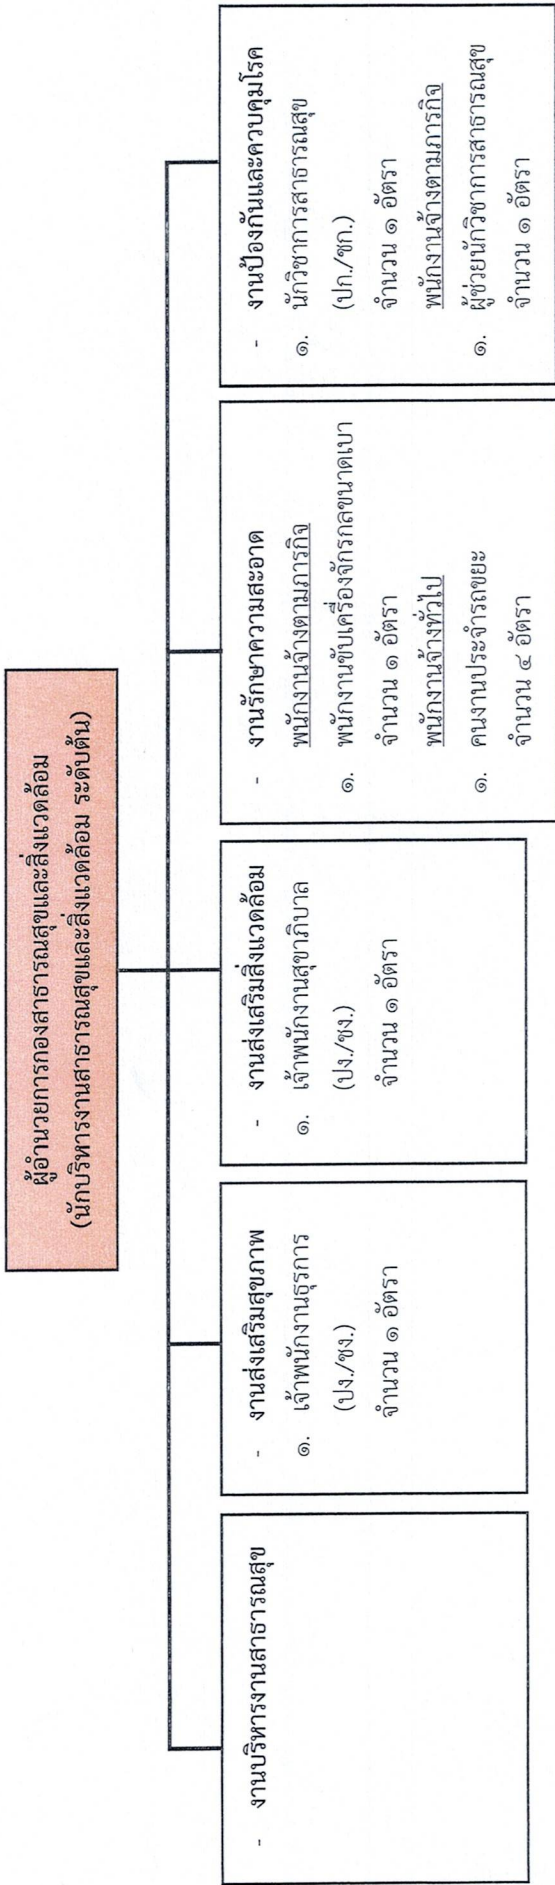 ผู้อำนวยการกองสาธารณสุขและสิ่งแวดล้อม
(นักบริหารงานสาธารณสุขและสิ่งแวดล้อม ระดับต้น)
- งานบริหารงานสาธารณสุข
- งานส่งเสริมสุขภาพ
๑. เจ้าพนักงานธุรการ
(ปง./ชง.)
จำนวน ๑ อัตรา
- งานส่งเสริมสิ่งแวดล้อม
๑. เจ้าพนักงานสุขาภิบาล
(ปง./ชง.)
จำนวน ๑ อัตรา
- งานรักษาความสะอาด
พนักงานจ้างตามภารกิจ
๑. พนักงานขับเครื่องจักรกลขนาดเบา
จำนวน ๑ อัตรา
พนักงานจ้างทั่วไป
๑. คนงานประจำรถขยะ
จำนวน ๔ อัตรา
- งานป้องกันและควบคุมโรค
๑. นักวิชาการสาธารณสุข
(ปก./ชก.)
จำนวน ๑ อัตรา
พนักงานจ้างตามภารกิจ
๑. ผู้ช่วยนักวิชาการสาธารณสุข
จำนวน ๑ อัตรา